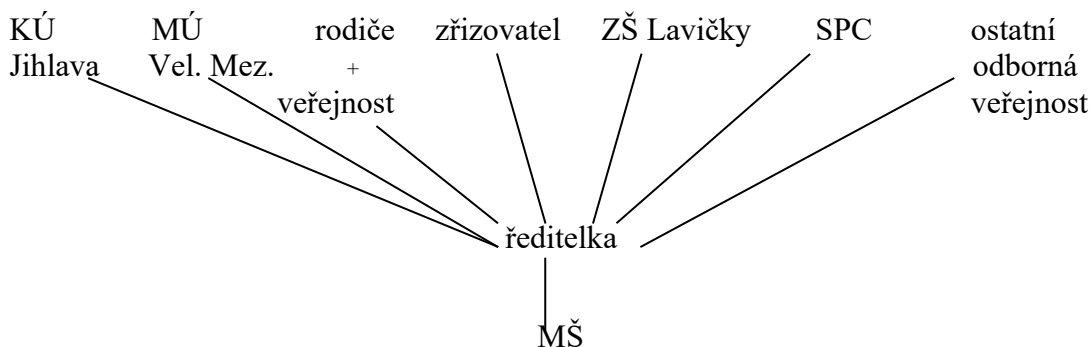 KÚ MÚ rodiče zřizovatel ZŠ Lavičky SPC ostatní
Jihlava Vel. Mez. + odborná
veřejnost veřejnost
ředitelka
MŠ